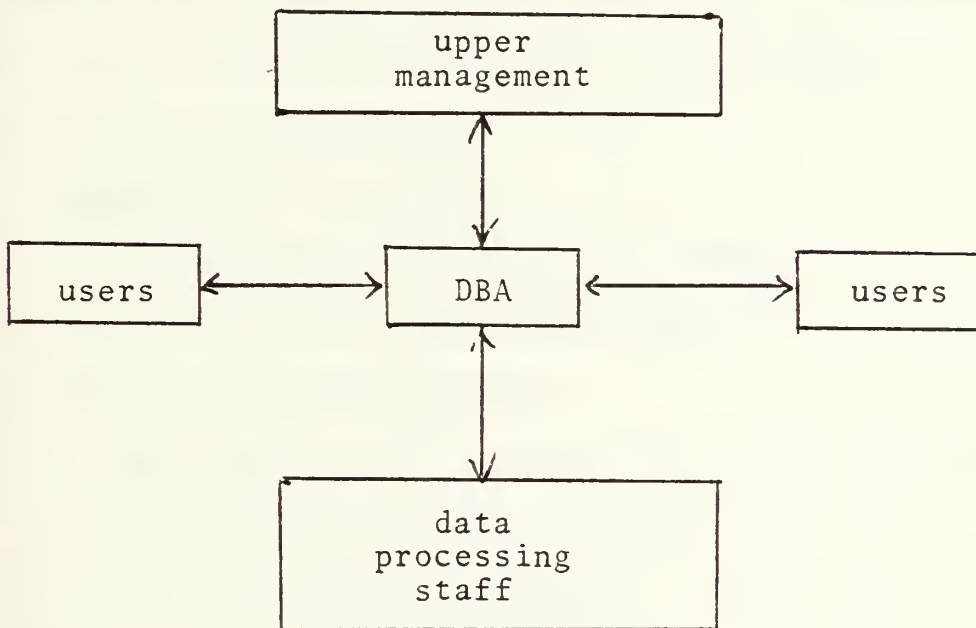 upper
management
users
DBA
users
data
processing
staff